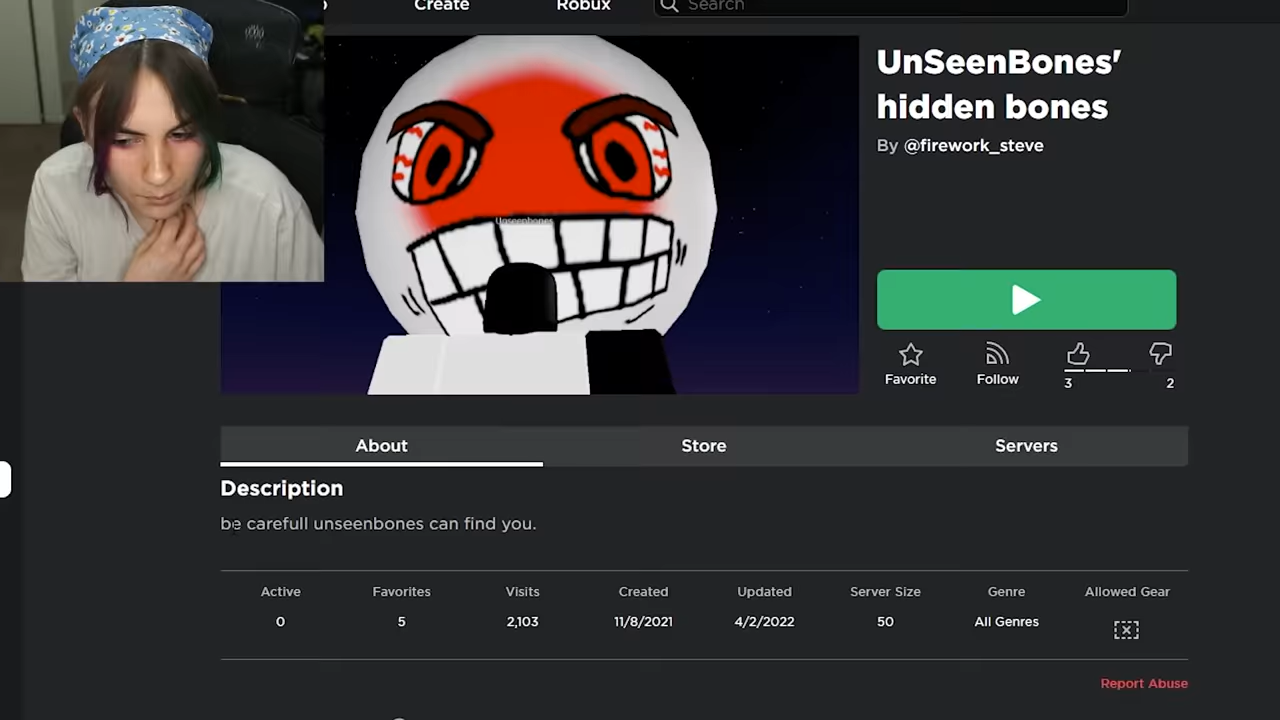 Create
Robux
Search
UnSeenBones'
hidden bones
By @firework_steve
Unseenbones
Favorite
Follow
3
2
About
Store
Servers
Description
be carefull unseenbones can find you.
Active
Favorites
Visits
Created
Updated
Server Size
Genre
Allowed Gear
0
5
2,103
11/8/2021
4/2/2022
50
All Genres
Report Abuse